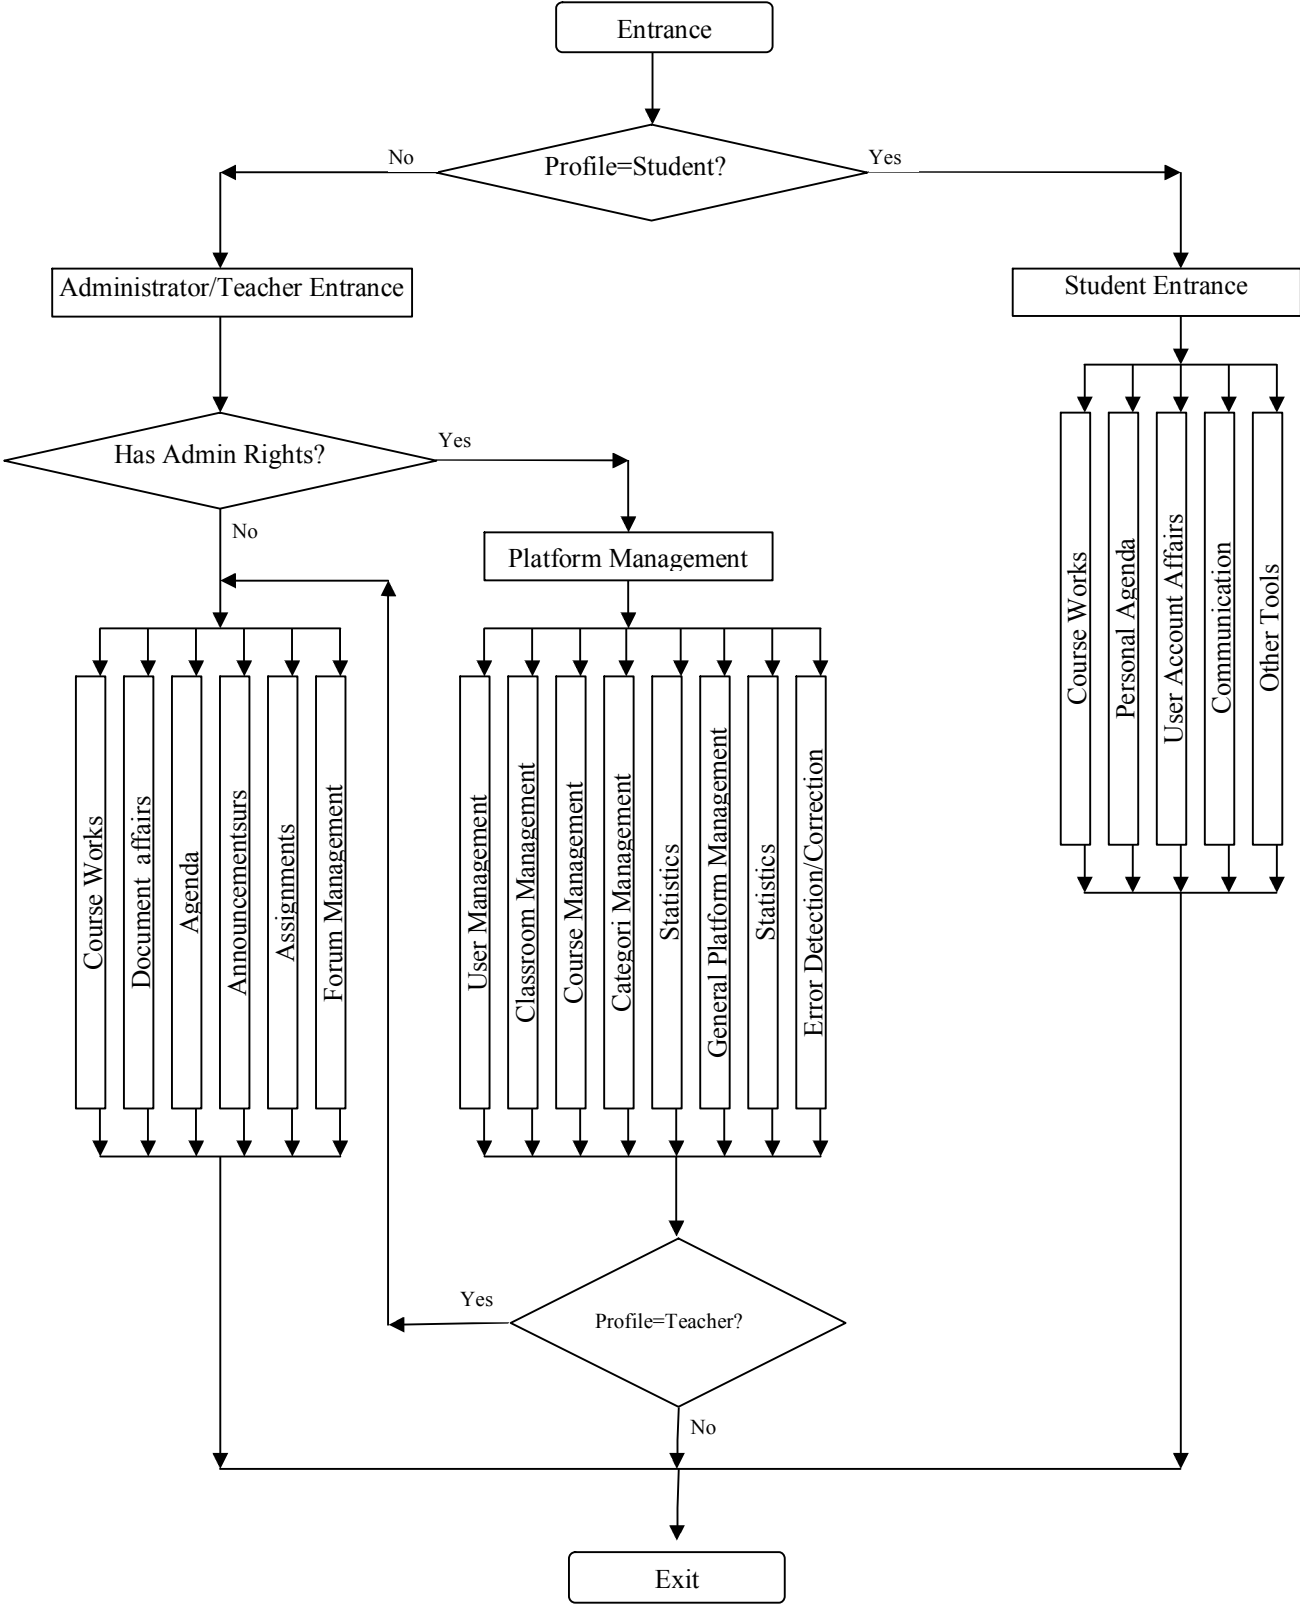 Entrance
Profile=Student?
No
Yes
Administrator/Teacher Entrance
Student Entrance
Has Admin Rights?
Yes
No
Platform Management
Course Works
Personal Agenda
User Account Affairs
Communication
Other Tools
Course Works
Document affairs
Agenda
Announcementsurs
Assignments
Forum Management
User Management
Classroom Management
Course Management
Categori Management
Statistics
General Platform Management
Statistics
Error Detection/Correction
Yes
Profile=Teacher?
No
Exit